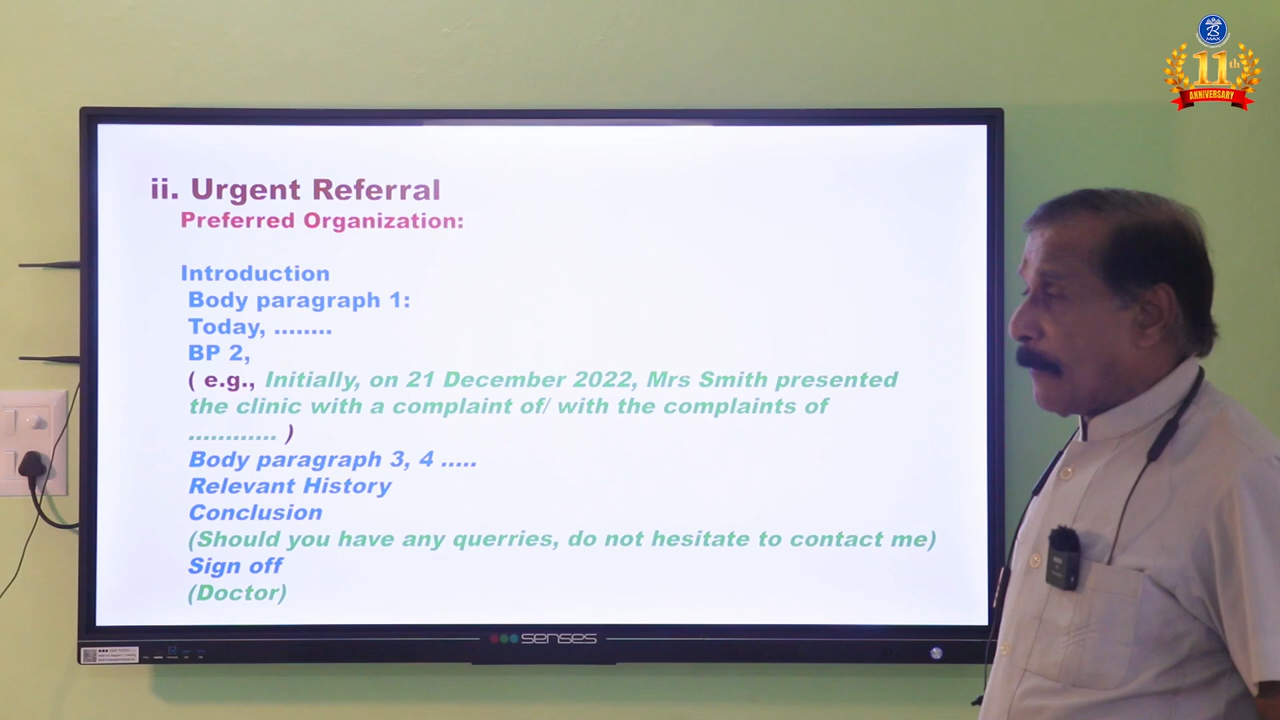 B
MAX
11th
ANNIVERSARY
ii. Urgent Referral
Preferred Organization:
Introduction
Body paragraph 1:
Today, ........
BP 2,
( e.g., Initially, on 21 December 2022, Mrs Smith presented
the clinic with a complaint of/ with the complaints of
............ )
Body paragraph 3, 4 .....
Relevant History
Conclusion
(Should you have any querries, do not hesitate to contact me)
Sign off
(Doctor)
senses